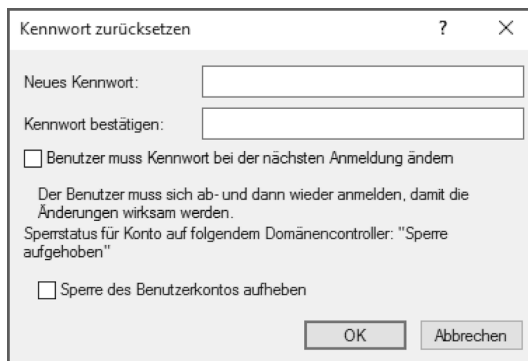 Kennwort zurücksetzen ?
Neues Kennwort:
Kennwort bestätigen:
Benutzer muss Kennwort bei der nächsten Anmeldung ändern
Der Benutzer muss sich ab- und dann wieder anmelden, damit die
Änderungen wirksam werden.
Sperrstatus für Konto auf folgendem Domänencontroller: "Sperre
aufgehoben"
Sperre des Benutzerkontos aufheben
OK Abbrechen